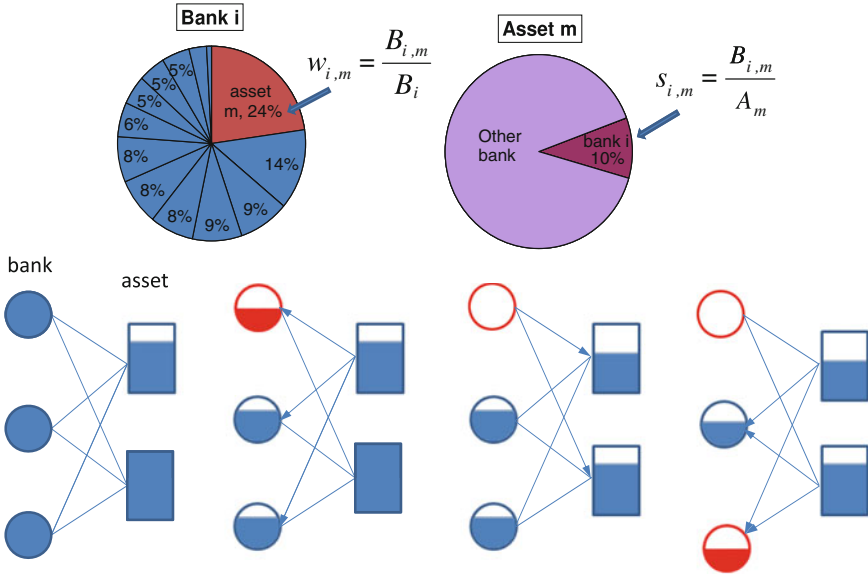 Bank i
w_{i,m} = B_{i,m} / B_i
asset
m, 24%
14%
9%
9%
8%
8%
8%
6%
5%
5%
5%
Asset m
s_{i,m} = B_{i,m} / A_m
Other
bank
bank i
10%
bank
asset